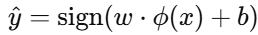 ŷ = sign(w · ϕ(x) + b)